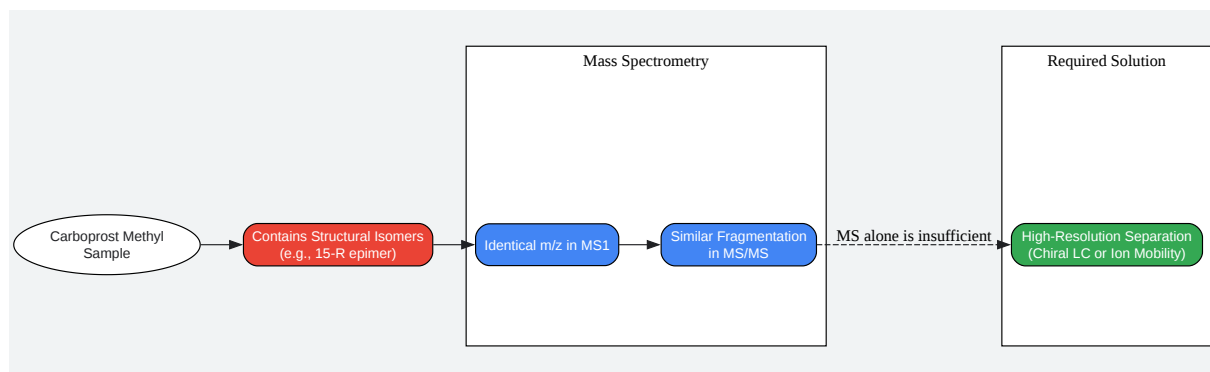 Mass Spectrometry
Required Solution
Carboprost Methyl
Sample
Contains Structural Isomers
(e.g., 15-R epimer)
Identical m/z in MS1
Similar Fragmentation
in MS/MS
MS alone is insufficient
High-Resolution Separation
(Chiral LC or Ion Mobility)